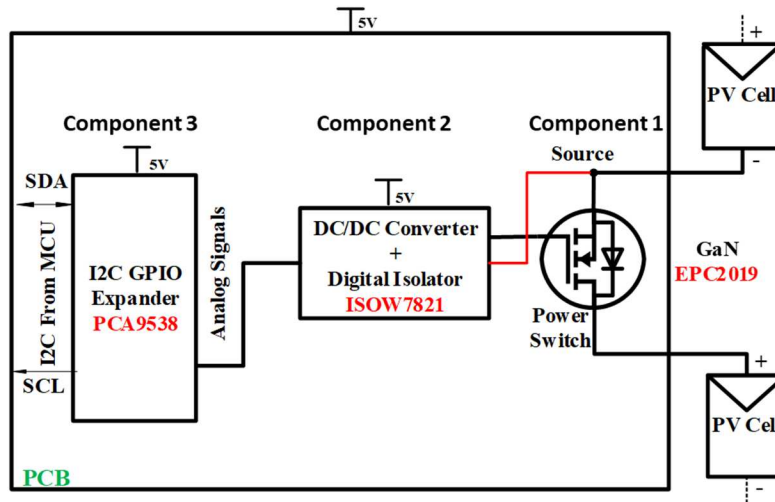 5V
+
PV Cell
-
Component 3
Component 2
Component 1
Source
5V
5V
SDA
I2C From MCU
SCL
I2C GPIO
Expander
PCA9538
Analog Signals
DC/DC Converter
+
Digital Isolator
ISOW7821
GaN
EPC2019
Power
Switch
+
PV Cell
-
PCB